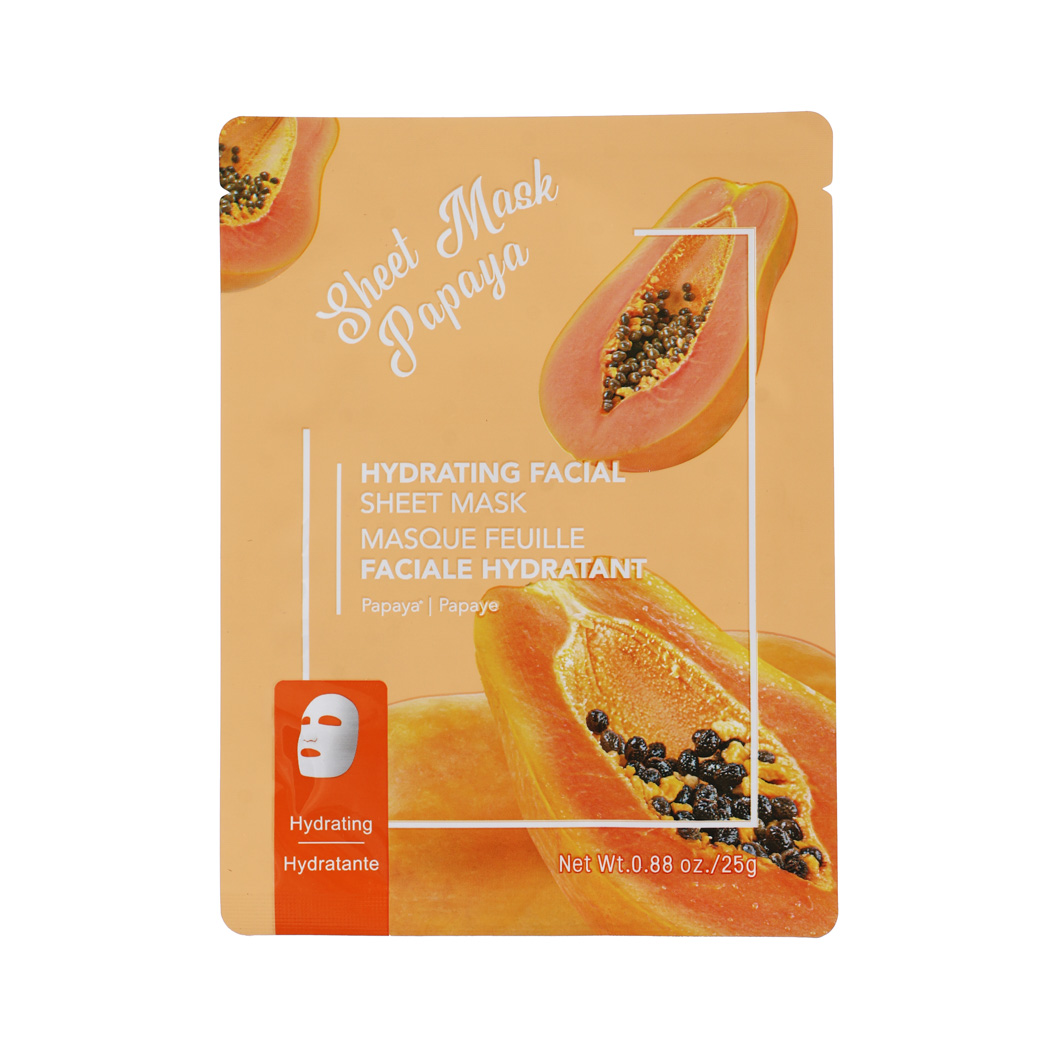 Sheet Mask
Papaya
HYDRATING FACIAL
SHEET MASK
MASQUE FEUILLE
FACIALE HYDRATANT
Papaya* | Papaye
Hydrating
Hydratante
Net Wt.0.88 oz./25g